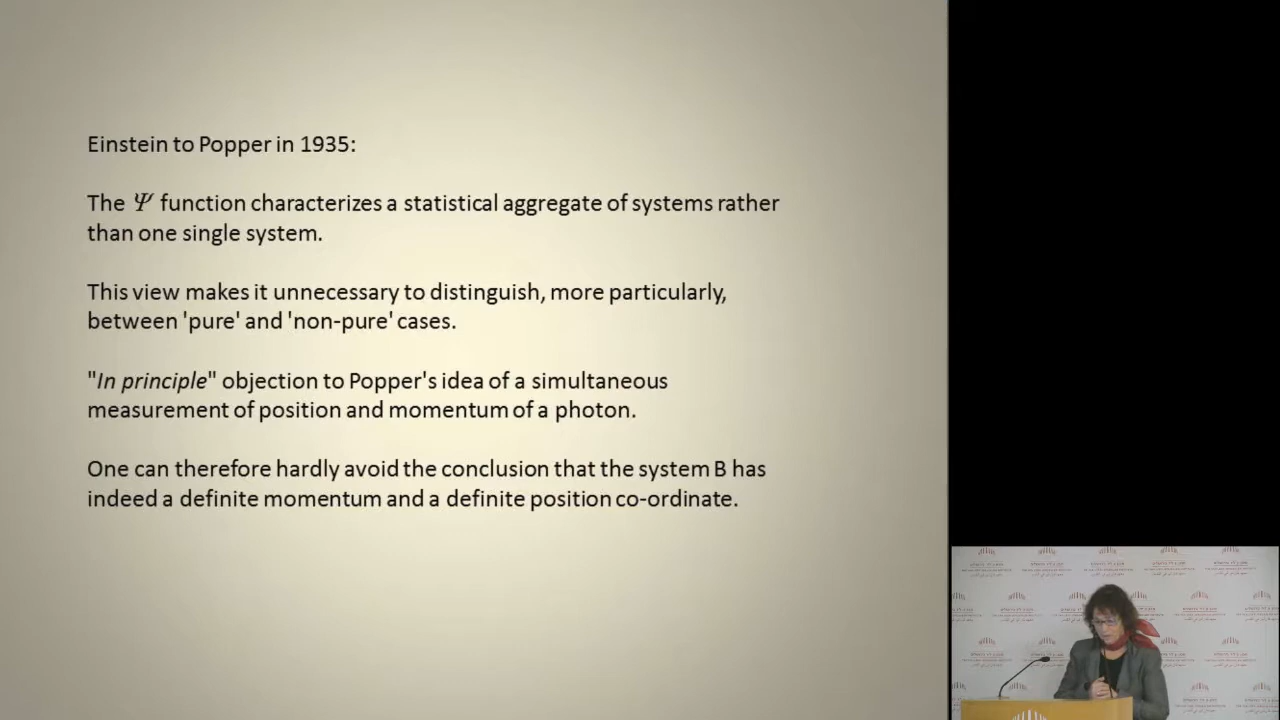 Einstein to Popper in 1935:
The Ψ function characterizes a statistical aggregate of systems rather
than one single system.
This view makes it unnecessary to distinguish, more particularly,
between 'pure' and 'non-pure' cases.
"In principle" objection to Popper's idea of a simultaneous
measurement of position and momentum of a photon.
One can therefore hardly avoid the conclusion that the system B has
indeed a definite momentum and a definite position co-ordinate.